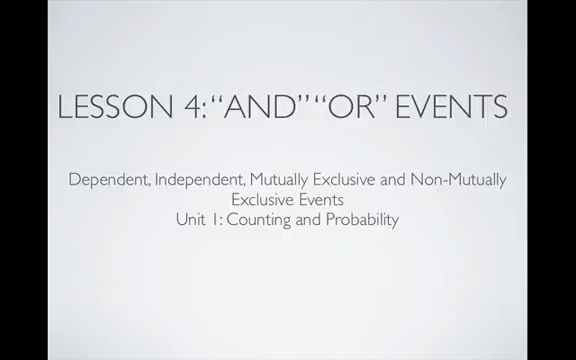 LESSON 4: “AND” “OR” EVENTS
Dependent, Independent, Mutually Exclusive and Non-Mutually
Exclusive Events
Unit 1: Counting and Probability